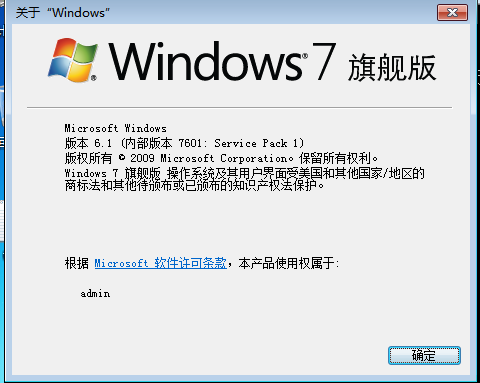 关于“Windows”
Windows® 7 旗舰版
Microsoft Windows
版本 6.1 (内部版本 7601: Service Pack 1)
版权所有 © 2009 Microsoft Corporation。保留所有权利。
Windows 7 旗舰版 操作系统及其用户界面受美国和其他国家/地区的
商标法和其他待颁布或已颁布的知识产权法保护。
根据 Microsoft 软件许可条款，本产品使用权属于:
admin
确定